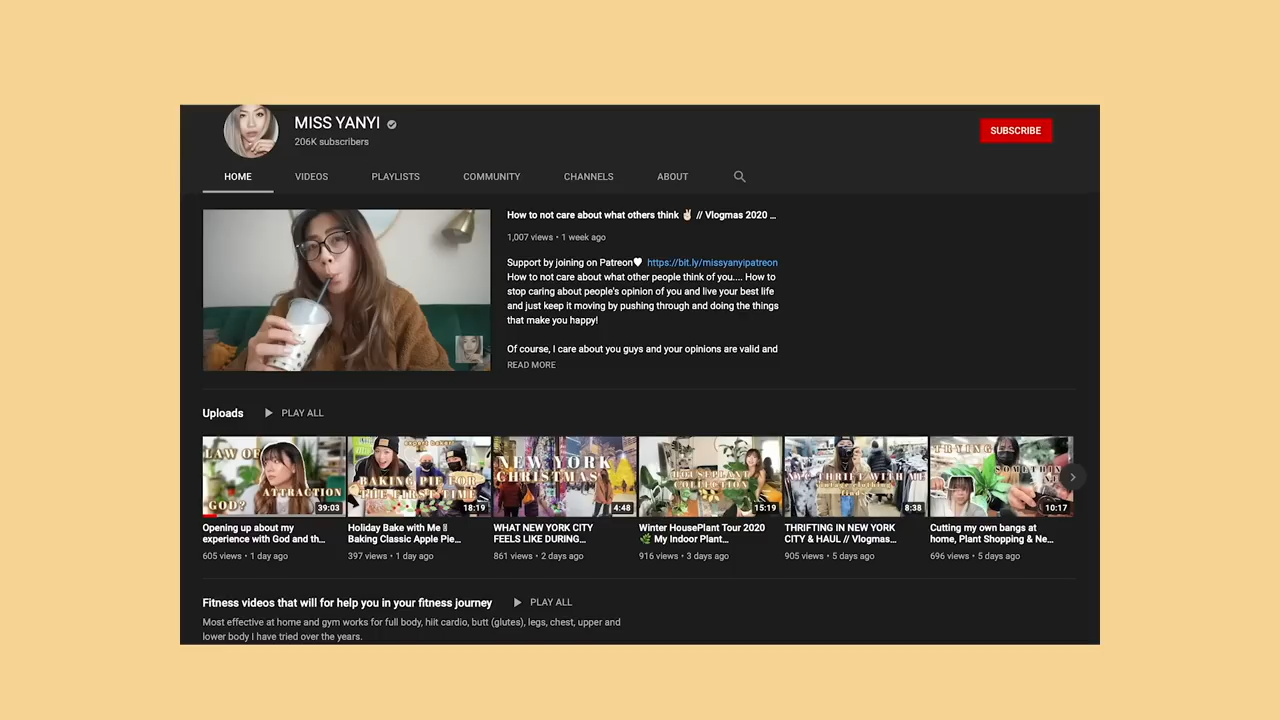 MISS YANYI
206K subscribers
SUBSCRIBE
HOME VIDEOS PLAYLISTS COMMUNITY CHANNELS ABOUT
How to not care about what others think ✌🏻 // Vlogmas 2020 ...
1,007 views • 1 week ago
Support by joining on Patreon♥ https://bit.ly/missyanyipatreon
How to not care about what other people think of you.... How to
stop caring about people's opinion of you and live your best life
and just keep it moving by pushing through and doing the things
that make you happy!
Of course, I care about you guys and your opinions are valid and
READ MORE
Uploads PLAY ALL
LAW OF
ATTRACTION
GOD?
39:03
Opening up about my
experience with God and th...
605 views • 1 day ago
BAKING PIE FOR
THE FIRST TIME
18:19
Holiday Bake with Me
Baking Classic Apple Pie...
397 views • 1 day ago
NEW YORK
CHRISTMAS
4:48
WHAT NEW YORK CITY
FEELS LIKE DURING...
861 views • 2 days ago
HOUSEPLANT
COLLECTION
15:19
Winter HousePlant Tour 2020
🌿 My Indoor Plant...
916 views • 3 days ago
NYC THRIFT WITH ME
8:38
THRIFTING IN NEW YORK
CITY & HAUL // Vlogmas...
905 views • 5 days ago
TRYING
10:17
Cutting my own bangs at
home, Plant Shopping & Ne...
696 views • 5 days ago
Fitness videos that will for help you in your fitness journey PLAY ALL
Most effective at home and gym works for full body, hiit cardio, butt (glutes), legs, chest, upper and
lower body I have tried over the years.